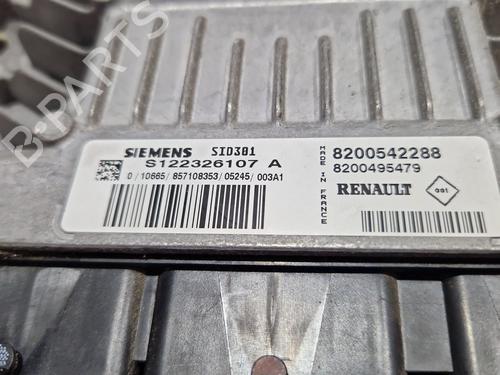 B-PARTS
SIEMENS SID301
S122326107 A
0/10665/857108353/05245/003A1
MADE IN FRANCE
8200542288
8200495479
RENAULT